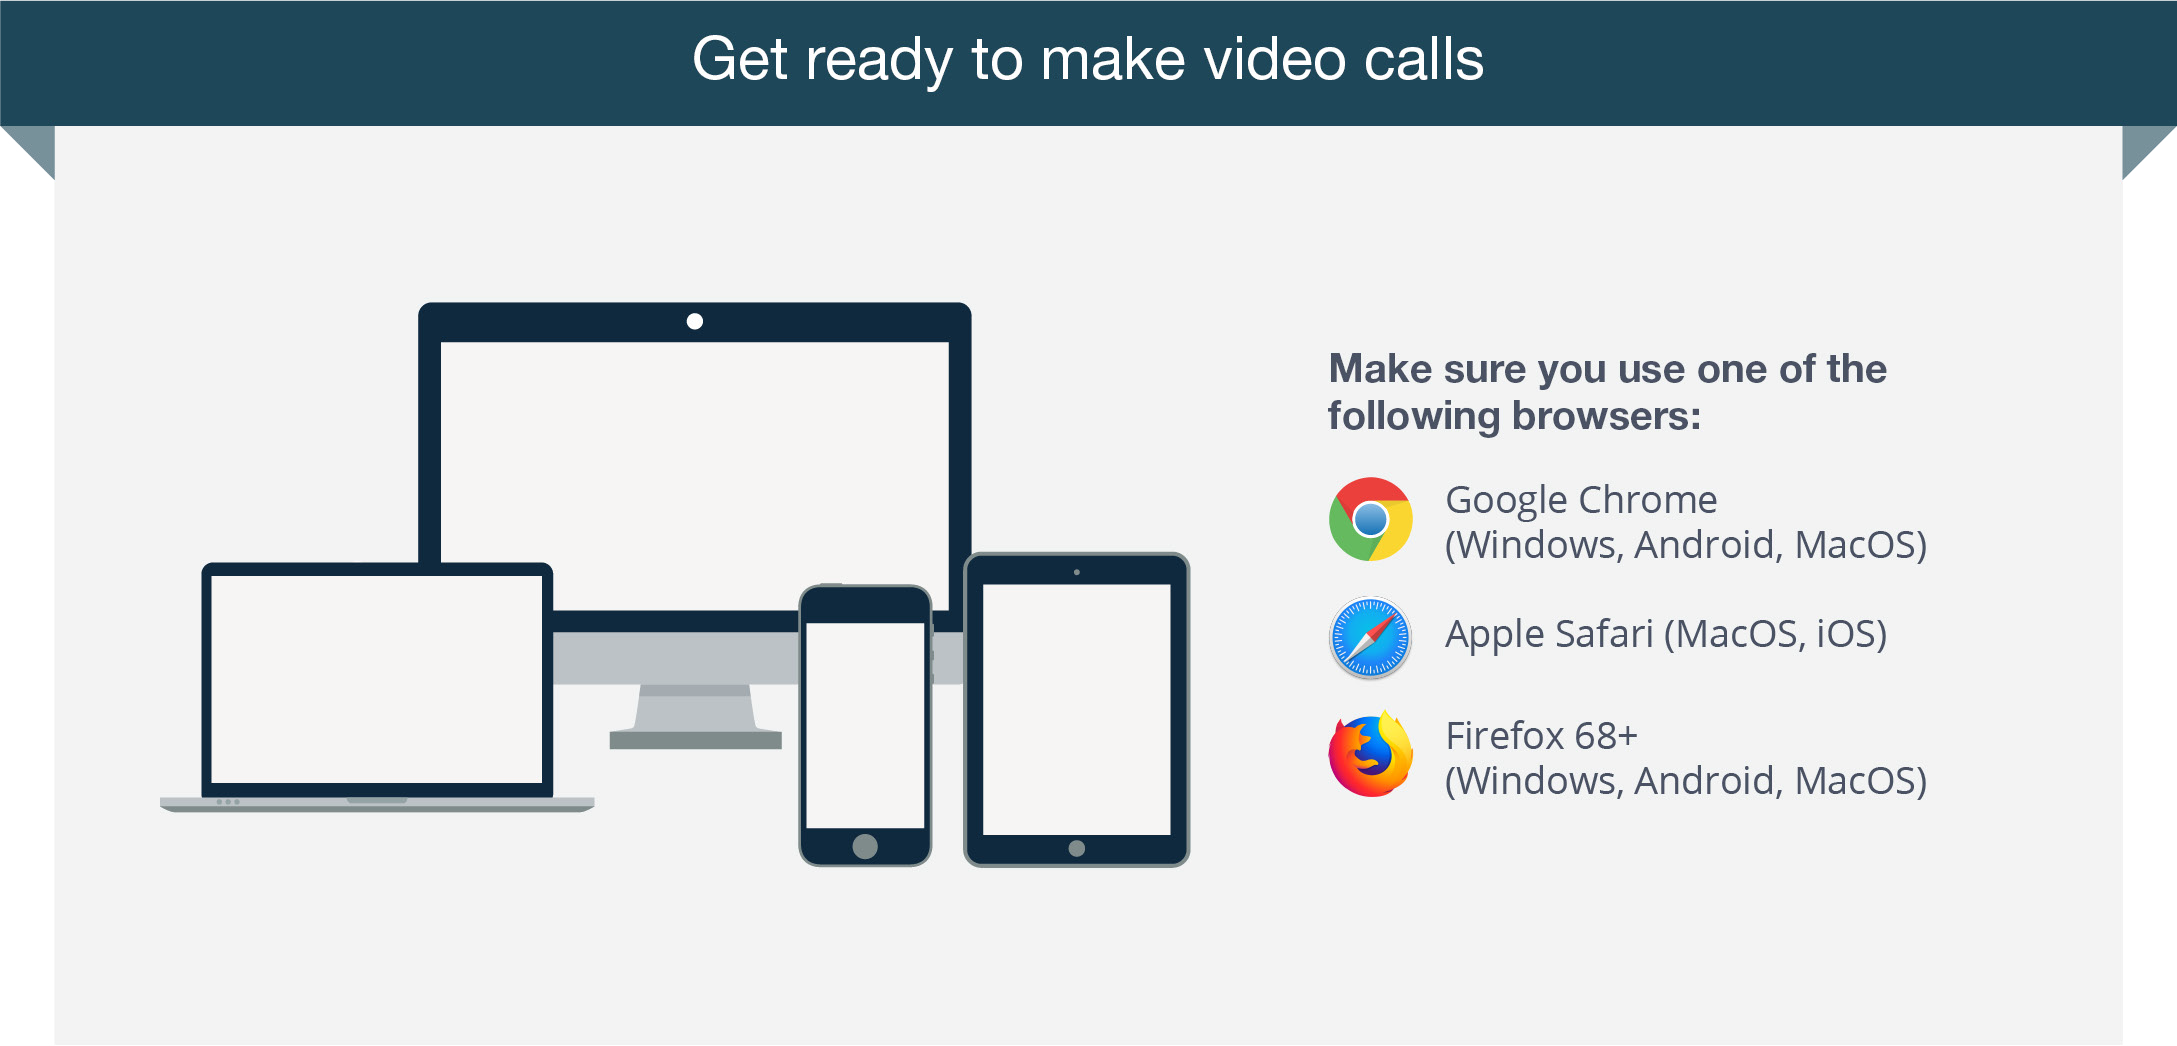 Get ready to make video calls
Make sure you use one of the
following browsers:
Google Chrome
(Windows, Android, MacOS)
Apple Safari (MacOS, iOS)
Firefox 68+
(Windows, Android, MacOS)